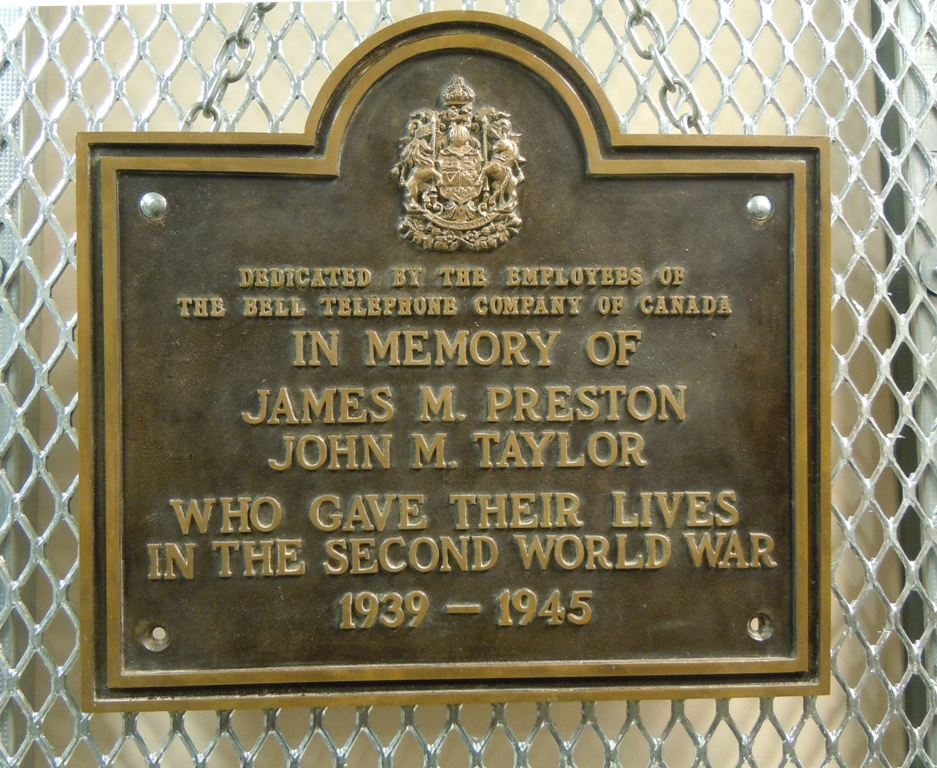 DEDICATED BY THE EMPLOYEES OF
THE BELL TELEPHONE COMPANY OF CANADA
IN MEMORY OF
JAMES M. PRESTON
JOHN M. TAYLOR
WHO GAVE THEIR LIVES
IN THE SECOND WORLD WAR
1939 — 1945